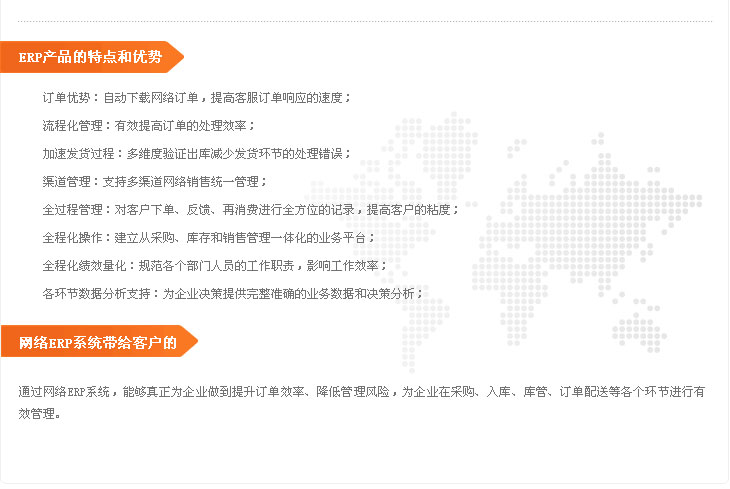 ERP产品的特点和优势
订单优势：自动下载网络订单，提高客服订单响应的速度；
流程化管理：有效提高订单的处理效率；
加速发货过程：多维度验证出库减少发货环节的处理错误；
渠道管理：支持多渠道网络销售统一管理；
全过程管理：对客户下单、反馈、再消费进行全方位的记录，提高客户的粘度；
全程化操作：建立从采购、库存和销售管理一体化的业务平台；
全程化绩效量化：规范各个部门人员的工作职责，影响工作效率；
各环节数据分析支持：为企业决策提供完整准确的业务数据和决策分析；
网络ERP系统带给客户的
通过网络ERP系统，能够真正为企业做到提升订单效率、降低管理风险，为企业在采购、入库、库管、订单配送等各个环节进行有
效管理。